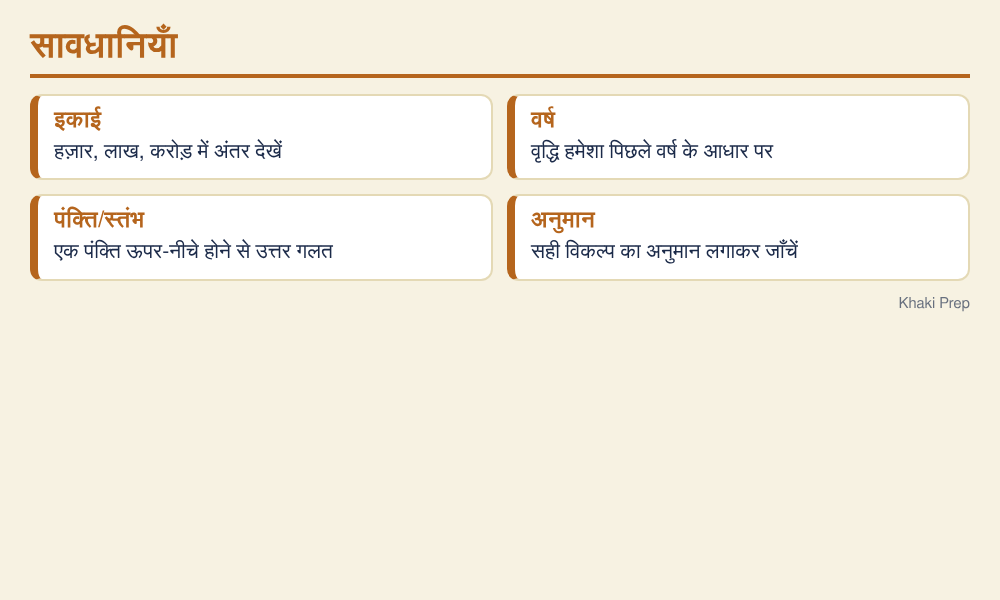 सावधानियाँ
इकाई
हज़ार, लाख, करोड़ में अंतर देखें
वर्ष
वृद्धि हमेशा पिछले वर्ष के आधार पर
पंक्ति/स्तंभ
एक पंक्ति ऊपर-नीचे होने से उत्तर गलत
अनुमान
सही विकल्प का अनुमान लगाकर जाँचें
Khaki Prep